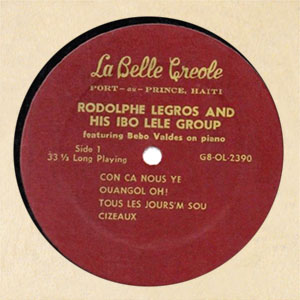 La Belle Creole
PORT-au-PRINCE, HAITI
RODOLPHE LEGROS AND
HIS IBO LELE GROUP
featuring Bebo Valdes on piano
Side 1
33 1/3 Long Playing
G8-OL-2390
CON CA NOUS YE
OUANGOL OH!
TOUS LES JOURS'M SOU
CIZEAUX